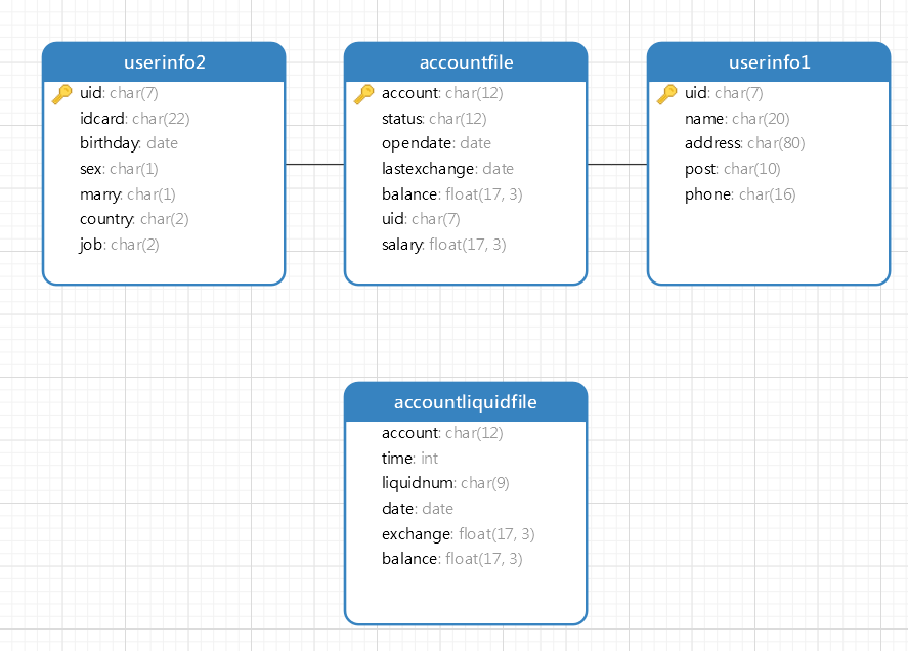 userinfo2
uid: char(7)
idcard: char(22)
birthday: date
sex: char(1)
marry: char(1)
country: char(2)
job: char(2)
accountfile
account: char(12)
status: char(12)
opendate: date
lastexchange: date
balance: float(17, 3)
uid: char(7)
salary: float(17, 3)
userinfo1
uid: char(7)
name: char(20)
address: char(80)
post: char(10)
phone: char(16)
accountliquidfile
account: char(12)
time: int
liquidnum: char(9)
date: date
exchange: float(17, 3)
balance: float(17, 3)